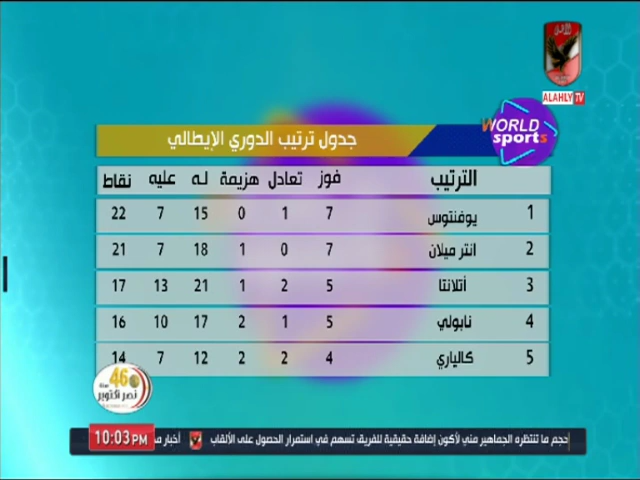 ALAHLY TV
WORLD
sports
جدول ترتيب الدوري الإيطالي
الترتيب فوز تعادل هزيمة له عليه نقاط
1 يوفنتوس 7 1 0 15 7 22
2 انتر ميلان 7 0 1 18 7 21
3 أتلانتا 5 2 1 21 13 17
4 نابولي 5 1 2 17 10 16
5 كالياري 4 2 2 12 7 14
46 سنة
نصر أكتوبر
حجم ما تنتظره الجماهير مني لأكون إضافة حقيقية للفريق تسهم في استمرار الحصول على الألقاب أخبار
10:03 PM